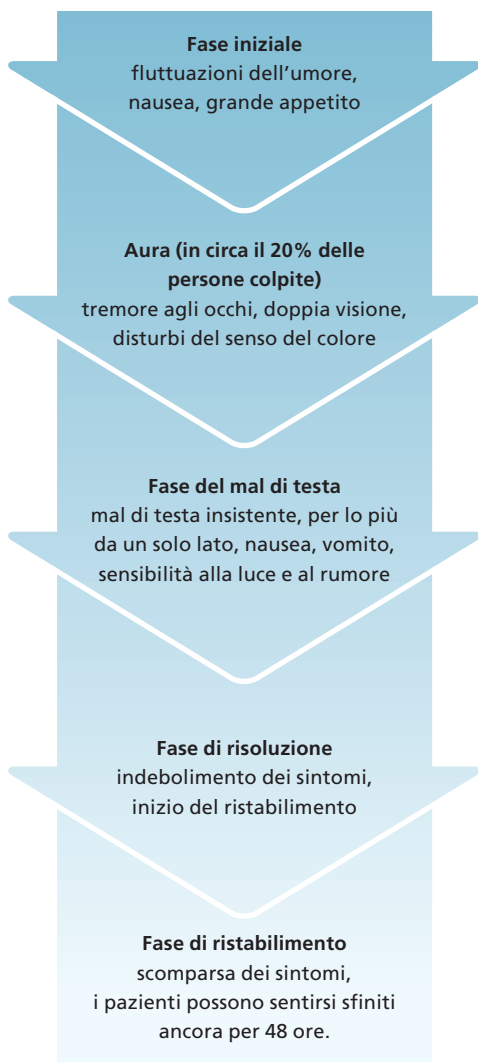 Fase iniziale
fluttuazioni dell'umore,
nausea, grande appetito
Aura (in circa il 20% delle
persone colpite)
tremore agli occhi, doppia visione,
disturbi del senso del colore
Fase del mal di testa
mal di testa insistente, per lo più
da un solo lato, nausea, vomito,
sensibilità alla luce e al rumore
Fase di risoluzione
indebolimento dei sintomi,
inizio del ristabilimento
Fase di ristabilimento
scomparsa dei sintomi,
i pazienti possono sentirsi sfiniti
ancora per 48 ore.